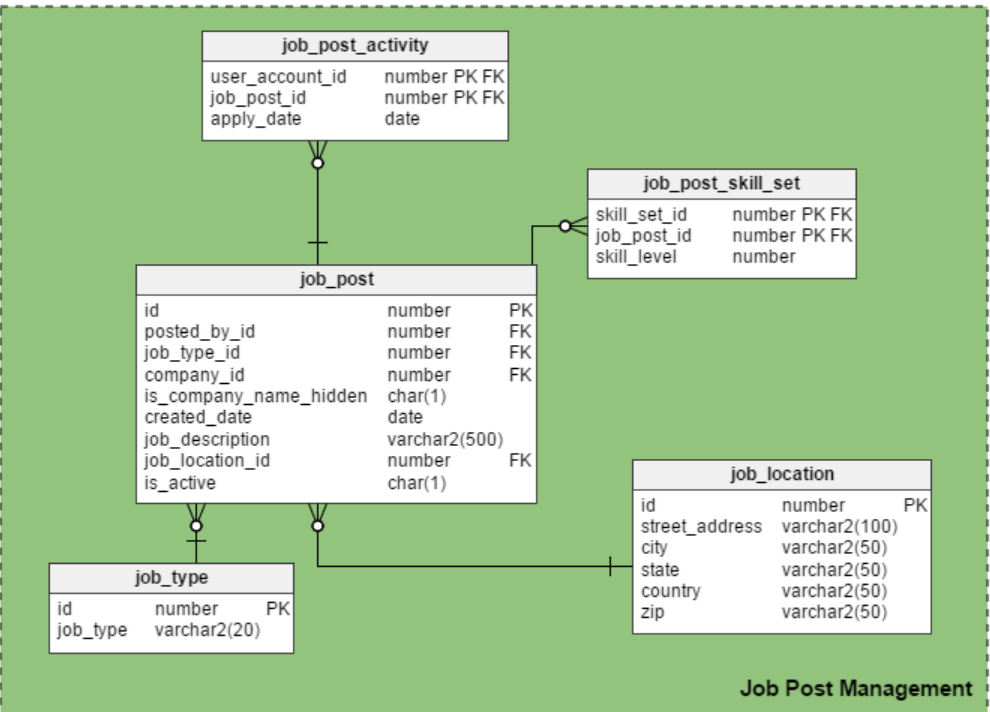 job_post_activity
user_account_id number PK FK
job_post_id number PK FK
apply_date date
job_post_skill_set
skill_set_id number PK FK
job_post_id number PK FK
skill_level number
job_post
id number PK
posted_by_id number FK
job_type_id number FK
company_id number FK
is_company_name_hidden char(1)
created_date date
job_description varchar2(500)
job_location_id number FK
is_active char(1)
job_location
id number PK
street_address varchar2(100)
city varchar2(50)
state varchar2(50)
country varchar2(50)
zip varchar2(50)
job_type
id number PK
job_type varchar2(20)
Job Post Management